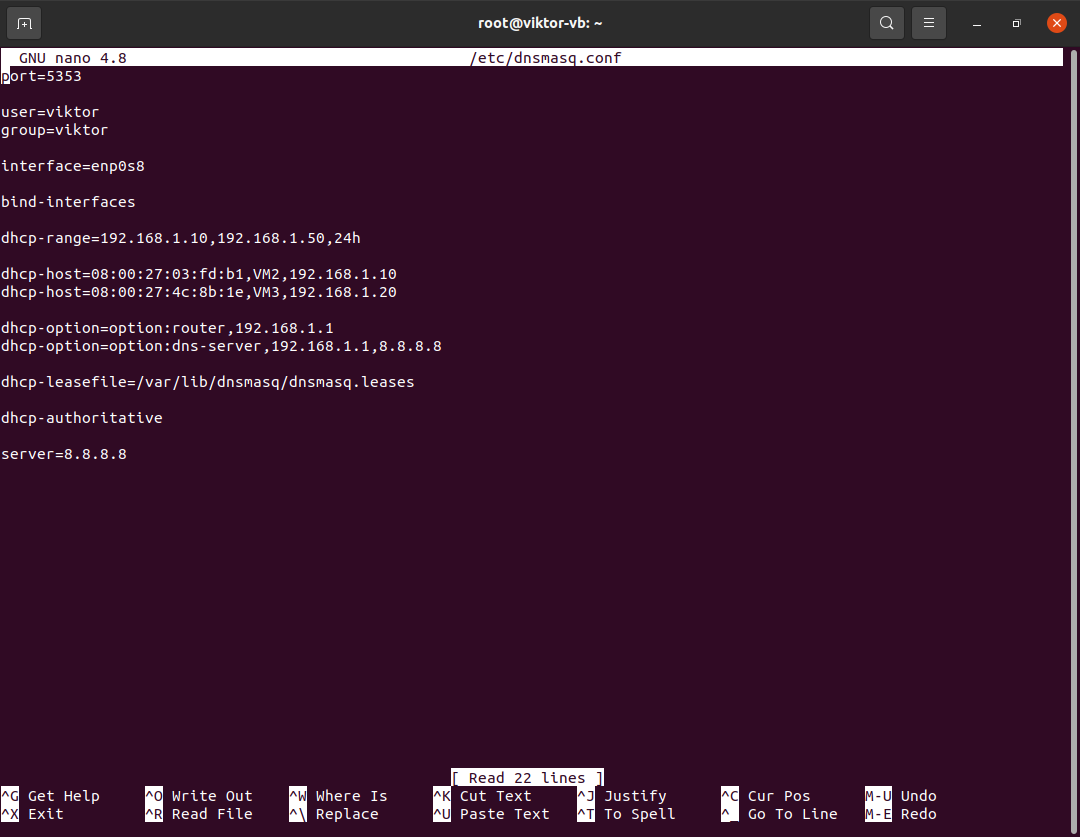 root@viktor-vb: ~
GNU nano 4.8 /etc/dnsmasq.conf
port=5353
user=viktor
group=viktor
interface=enp0s8
bind-interfaces
dhcp-range=192.168.1.10,192.168.1.50,24h
dhcp-host=08:00:27:03:fd:b1,VM2,192.168.1.10
dhcp-host=08:00:27:4c:8b:1e,VM3,192.168.1.20
dhcp-option=option:router,192.168.1.1
dhcp-option=option:dns-server,192.168.1.1,8.8.8.8
dhcp-leasefile=/var/lib/dnsmasq/dnsmasq.leases
dhcp-authoritative
server=8.8.8.8
[ Read 22 lines ]
^G Get Help ^O Write Out ^W Where Is ^K Cut Text ^J Justify ^C Cur Pos M-U Undo
^X Exit ^R Read File ^\ Replace ^U Paste Text ^T To Spell ^_ Go To Line M-E Redo